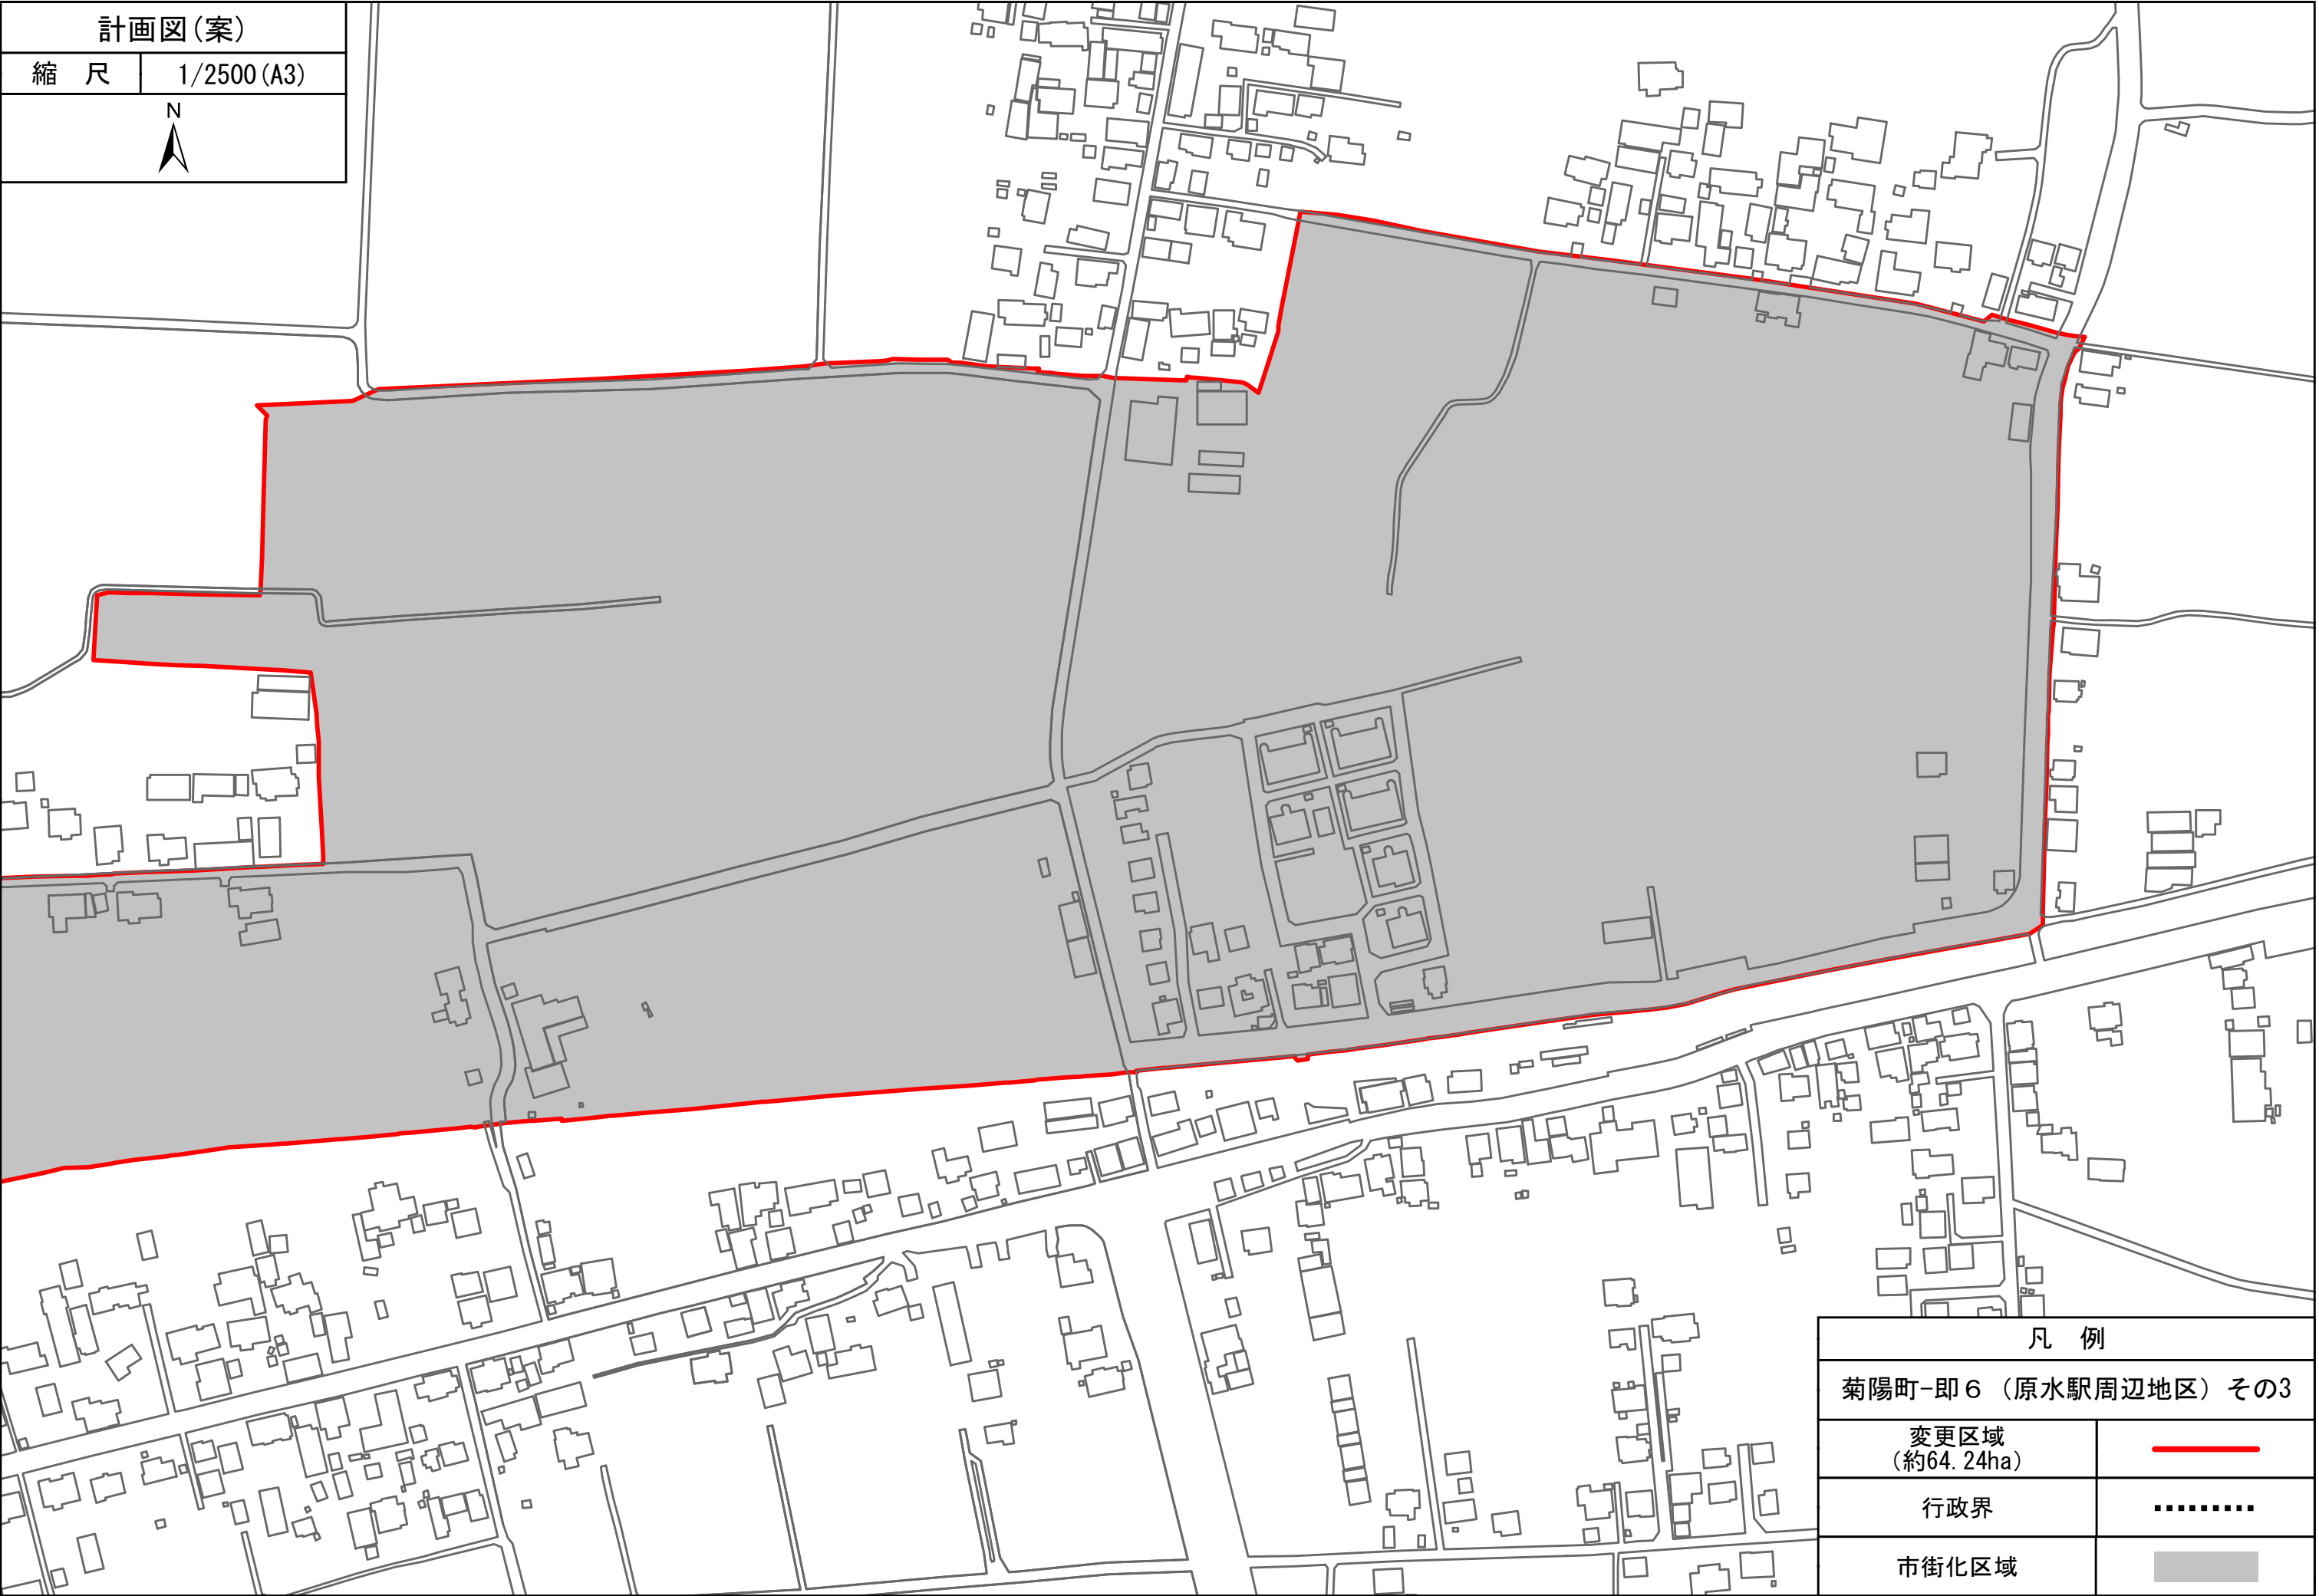 計画図(案)
縮 尺 1/2500(A3)
N
凡 例
菊陽町-即６（原水駅周辺地区）その3
変更区域
(約64.24ha)
行政界
市街化区域